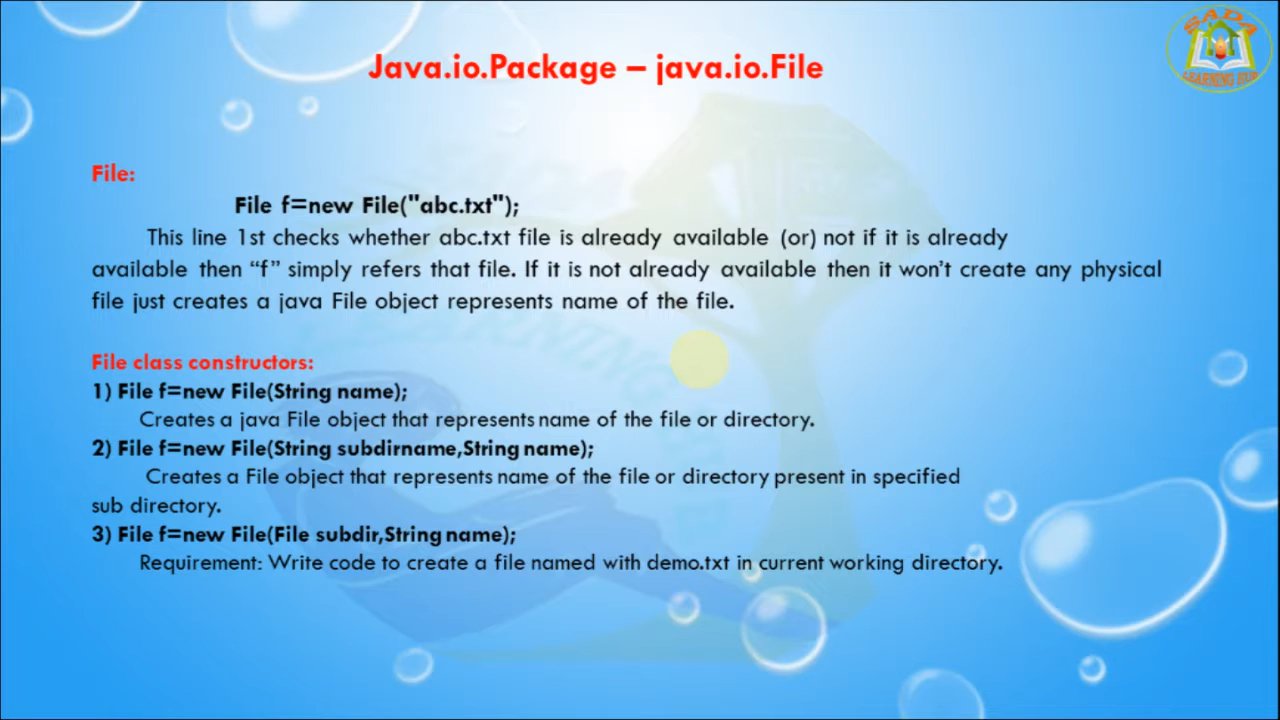 SADA
LEARNING HUB
Java.io.Package – java.io.File
File:
File f=new File("abc.txt");
This line 1st checks whether abc.txt file is already available (or) not if it is already
available then “f” simply refers that file. If it is not already available then it won’t create any physical
file just creates a java File object represents name of the file.
File class constructors:
1) File f=new File(String name);
Creates a java File object that represents name of the file or directory.
2) File f=new File(String subdirname,String name);
Creates a File object that represents name of the file or directory present in specified
sub directory.
3) File f=new File(File subdir,String name);
Requirement: Write code to create a file named with demo.txt in current working directory.